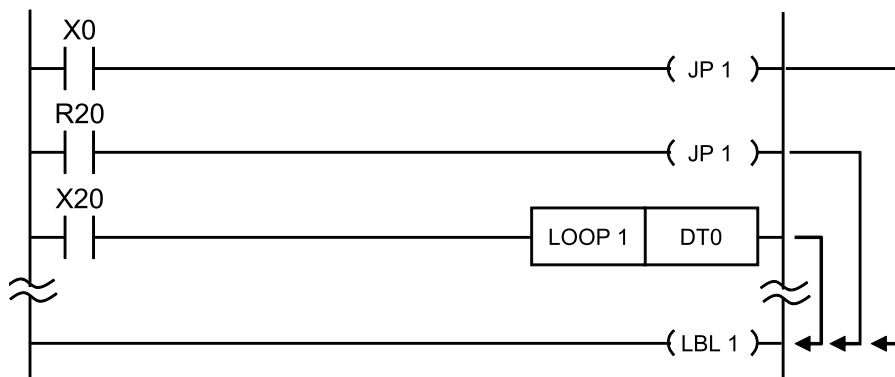 X0
( JP 1 )
R20
( JP 1 )
X20
LOOP 1 DT0
( LBL 1 )